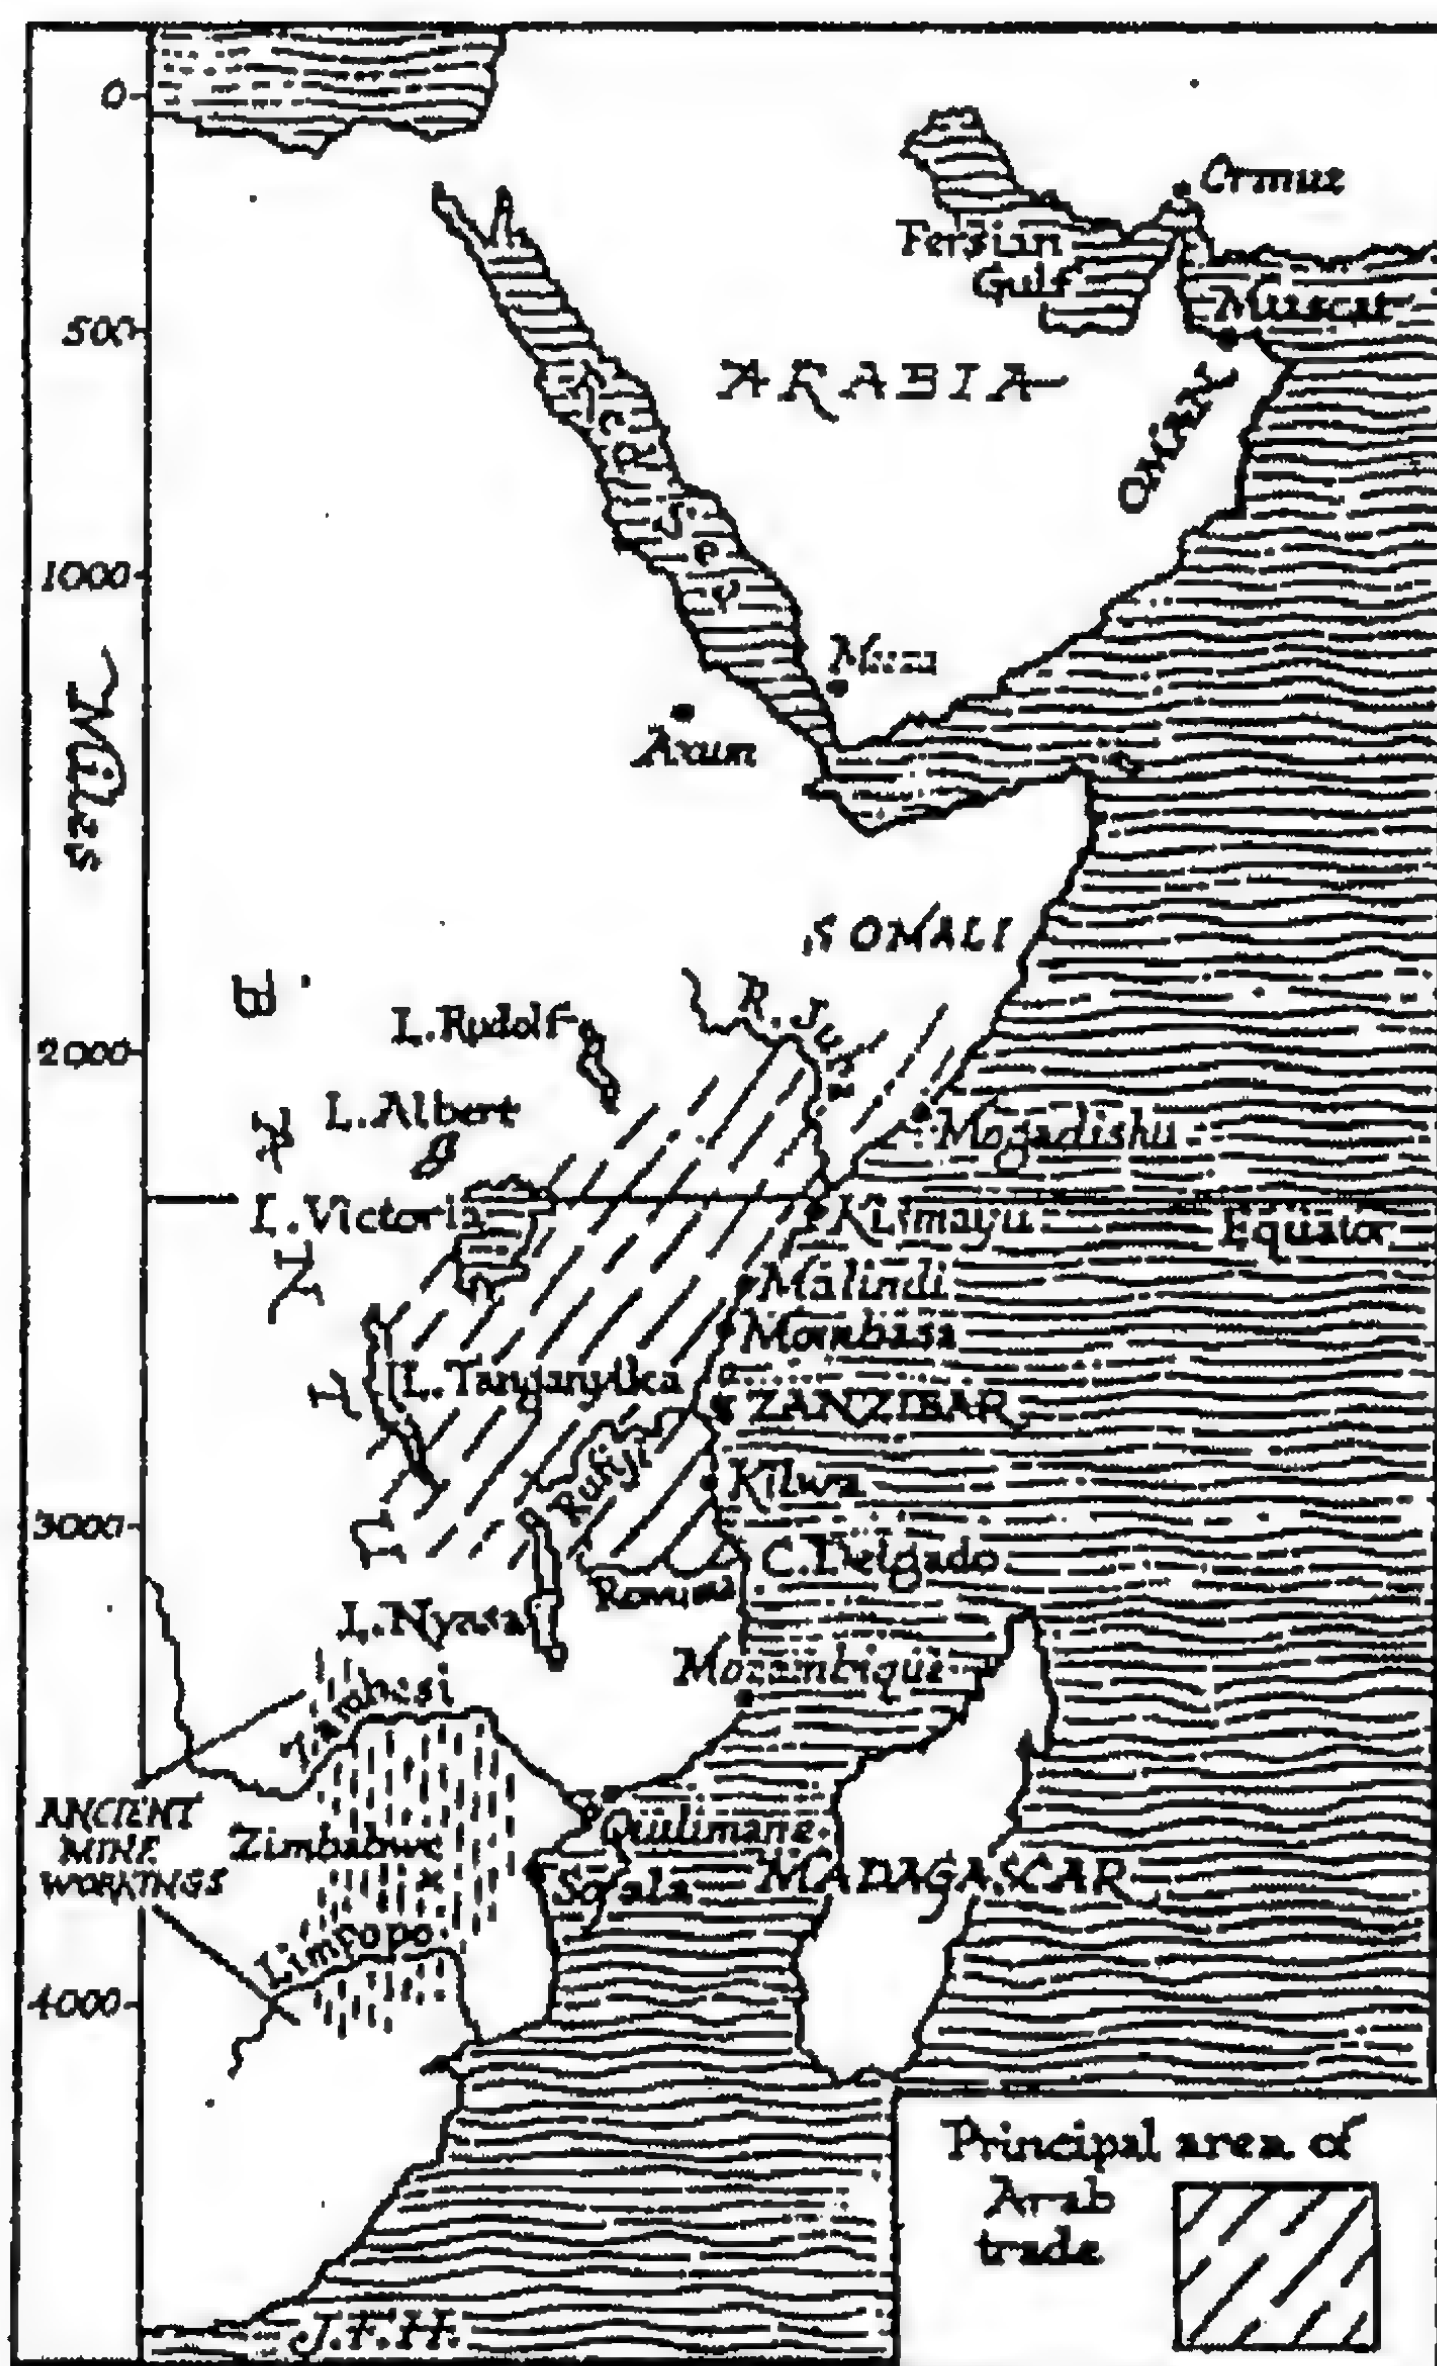 0
Ormuz
Persian
Gulf
500
Muscat
ARABIA
OMAN
Red Sea
1000
Miles
Muza
Axum
SOMALI
R. Juba
L. Rudolf
2000
L. Albert
Mogadishu
L. Victoria
Kilimayu
Equator
BANTU
Malindi
Mombasa
L. Tanganyika
ZANZIBAR
Rufiji
Kilwa
3000
C. Delgado
Rovuma
L. Nyasa
Mozambique
Zambesi
ANCIENT
MINE
WORKINGS
Zimbabwe
Quilimane
Sofala
MADAGASCAR
Limpopo
4000
Principal area of
Arab
trade
J.F.H.